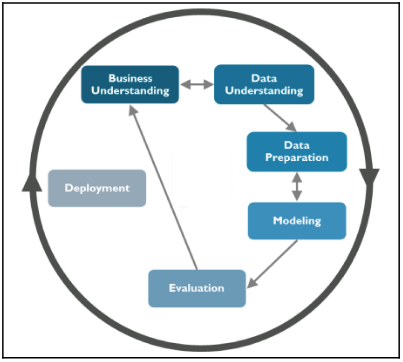 Business
Understanding
Data
Understanding
Data
Preparation
Modeling
Evaluation
Deployment